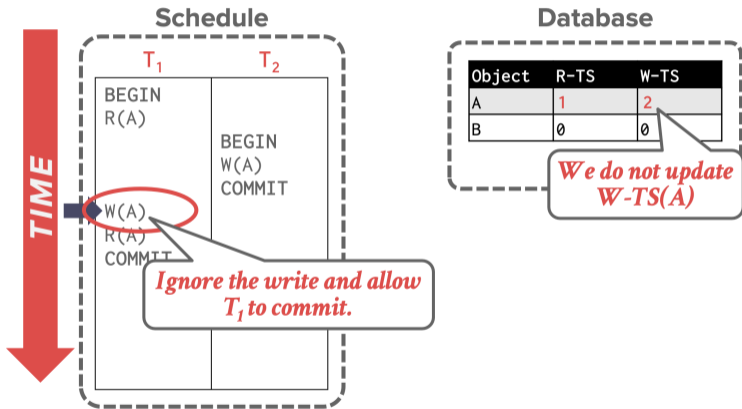 Schedule
Database
TIME
T1 T2
BEGIN
R(A)
BEGIN
W(A)
COMMIT
W(A)
R(A)
COMMIT
Ignore the write and allow
T1 to commit.
Object R-TS W-TS
A 1 2
B 0 0
We do not update
W-TS(A)